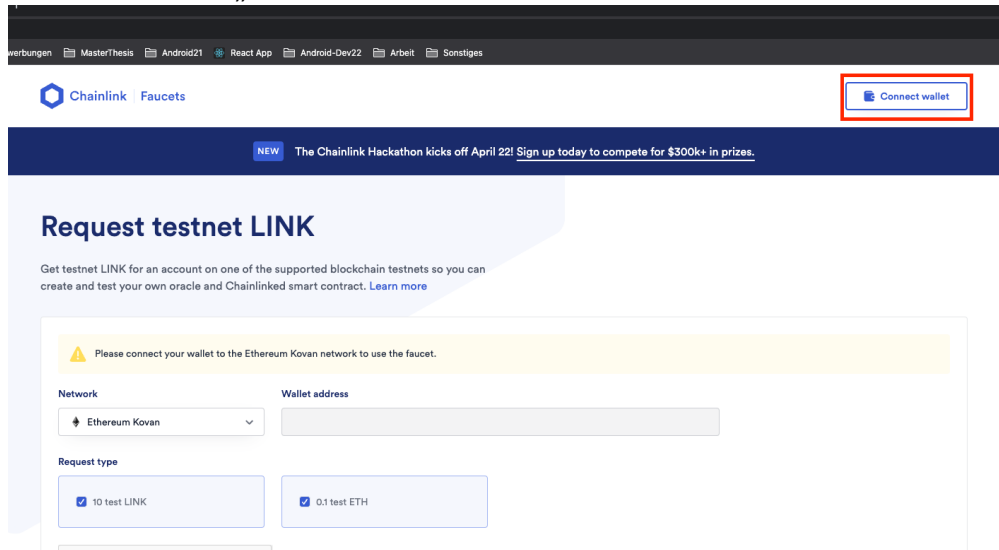 werbungen MasterThesis Android21 React App Android-Dev22 Arbeit Sonstiges
Chainlink Faucets
Connect wallet
NEW The Chainlink Hackathon kicks off April 22! Sign up today to compete for $300k+ in prizes.
Request testnet LINK
Get testnet LINK for an account on one of the supported blockchain testnets so you can
create and test your own oracle and Chainlinked smart contract. Learn more
Please connect your wallet to the Ethereum Kovan network to use the faucet.
Network
Wallet address
Ethereum Kovan
Request type
10 test LINK
0.1 test ETH